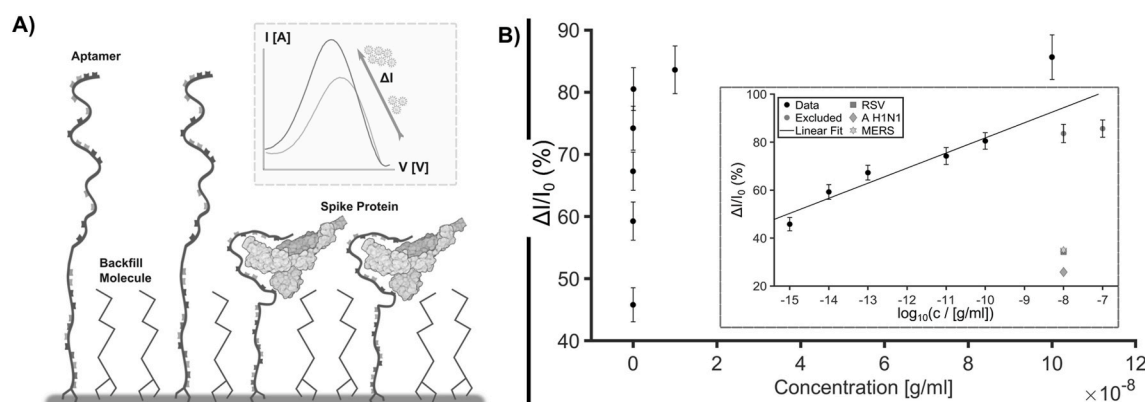 A)
Aptamer
I [A]
ΔI
V [V]
Spike Protein
Backfill
Molecule
B)
ΔI/I0 (%)
90
80
70
60
50
40
0
2
4
6
8
10
12
Concentration [g/ml]
×10-8
Data
Excluded
Linear Fit
RSV
A H1N1
MERS
ΔI/I0 (%)
100
80
60
40
20
-15
-14
-13
-12
-11
-10
-9
-8
-7
log10(c / [g/ml])